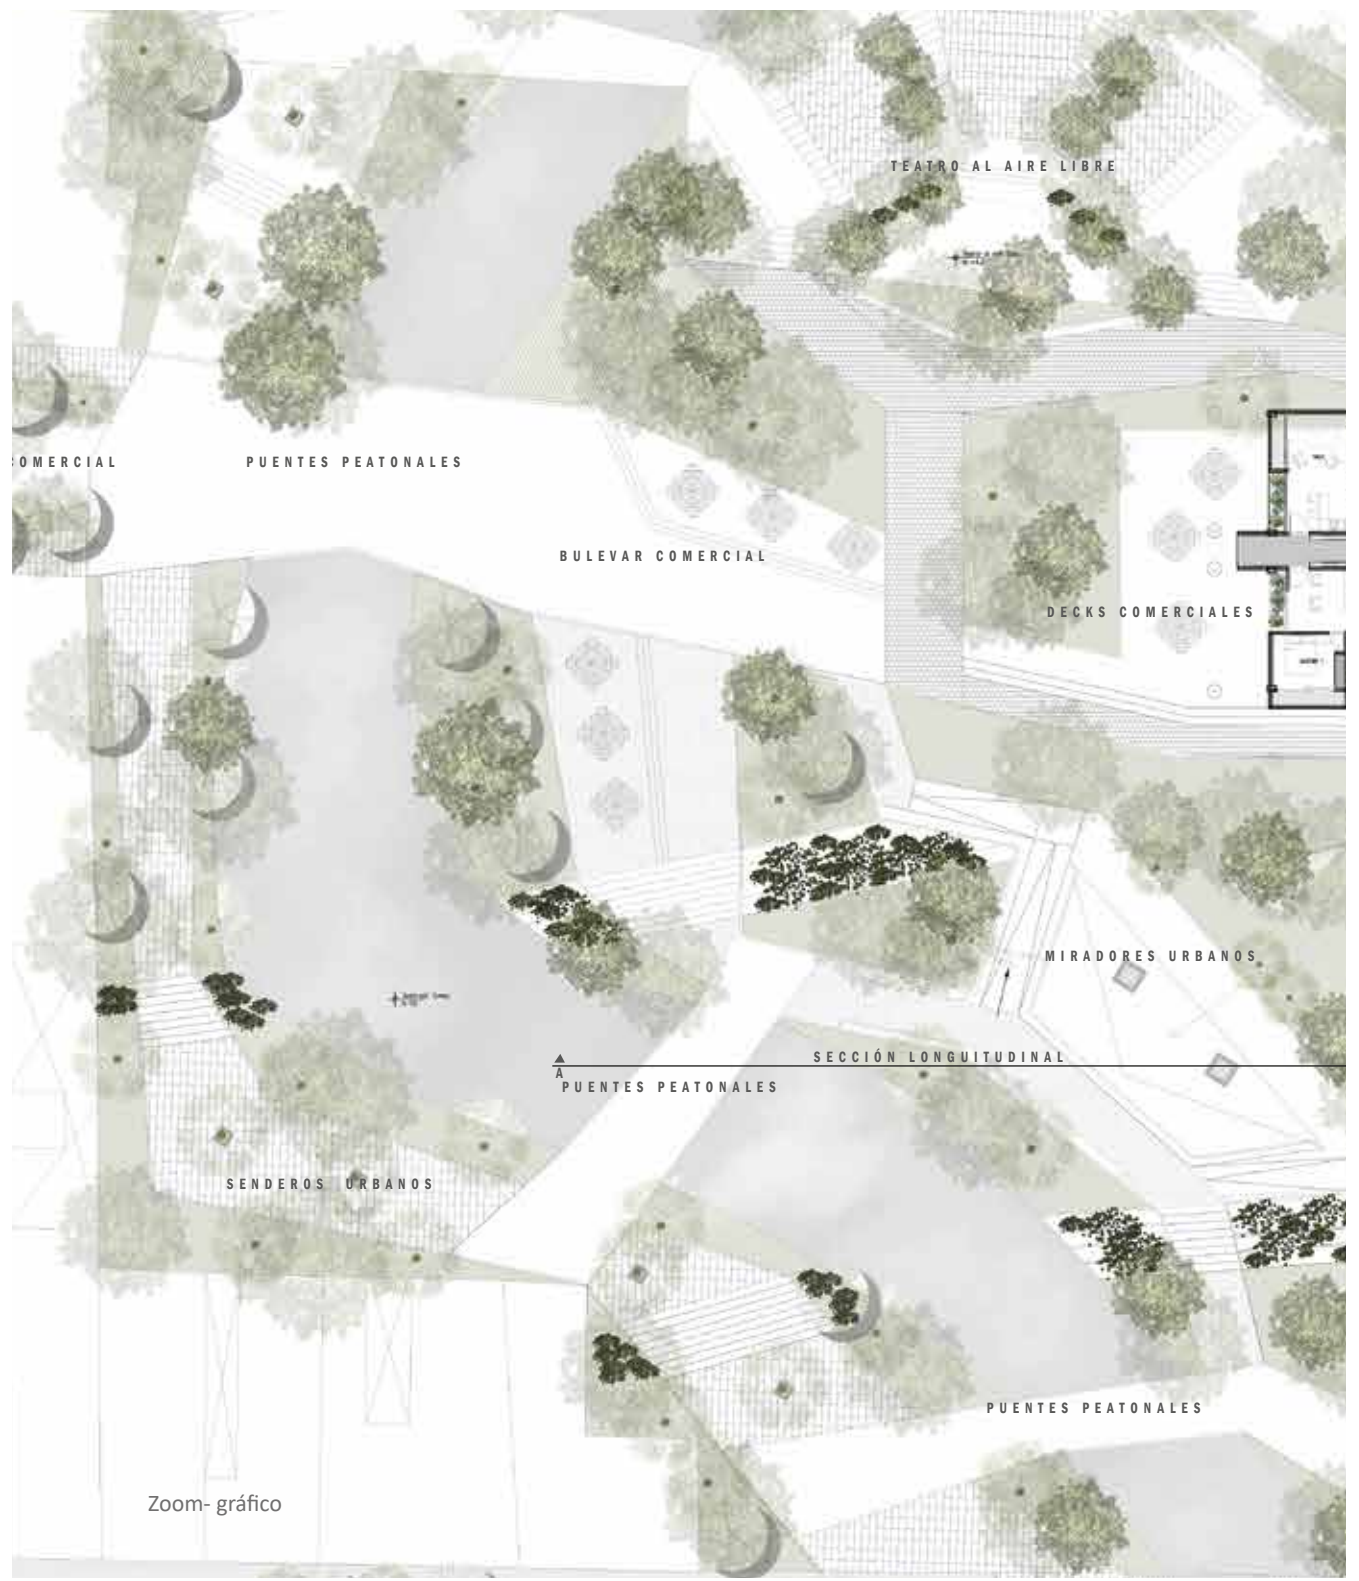 TEATRO AL AIRE LIBRE
OMERCIAL
PUENTES PEATONALES
BULEVAR COMERCIAL
DECKS COMERCIALES
MIRADORES URBANOS
SECCIÓN LONGUITUDINAL
A
PUENTES PEATONALES
SENDEROS URBANOS
PUENTES PEATONALES
Zoom- gráfico